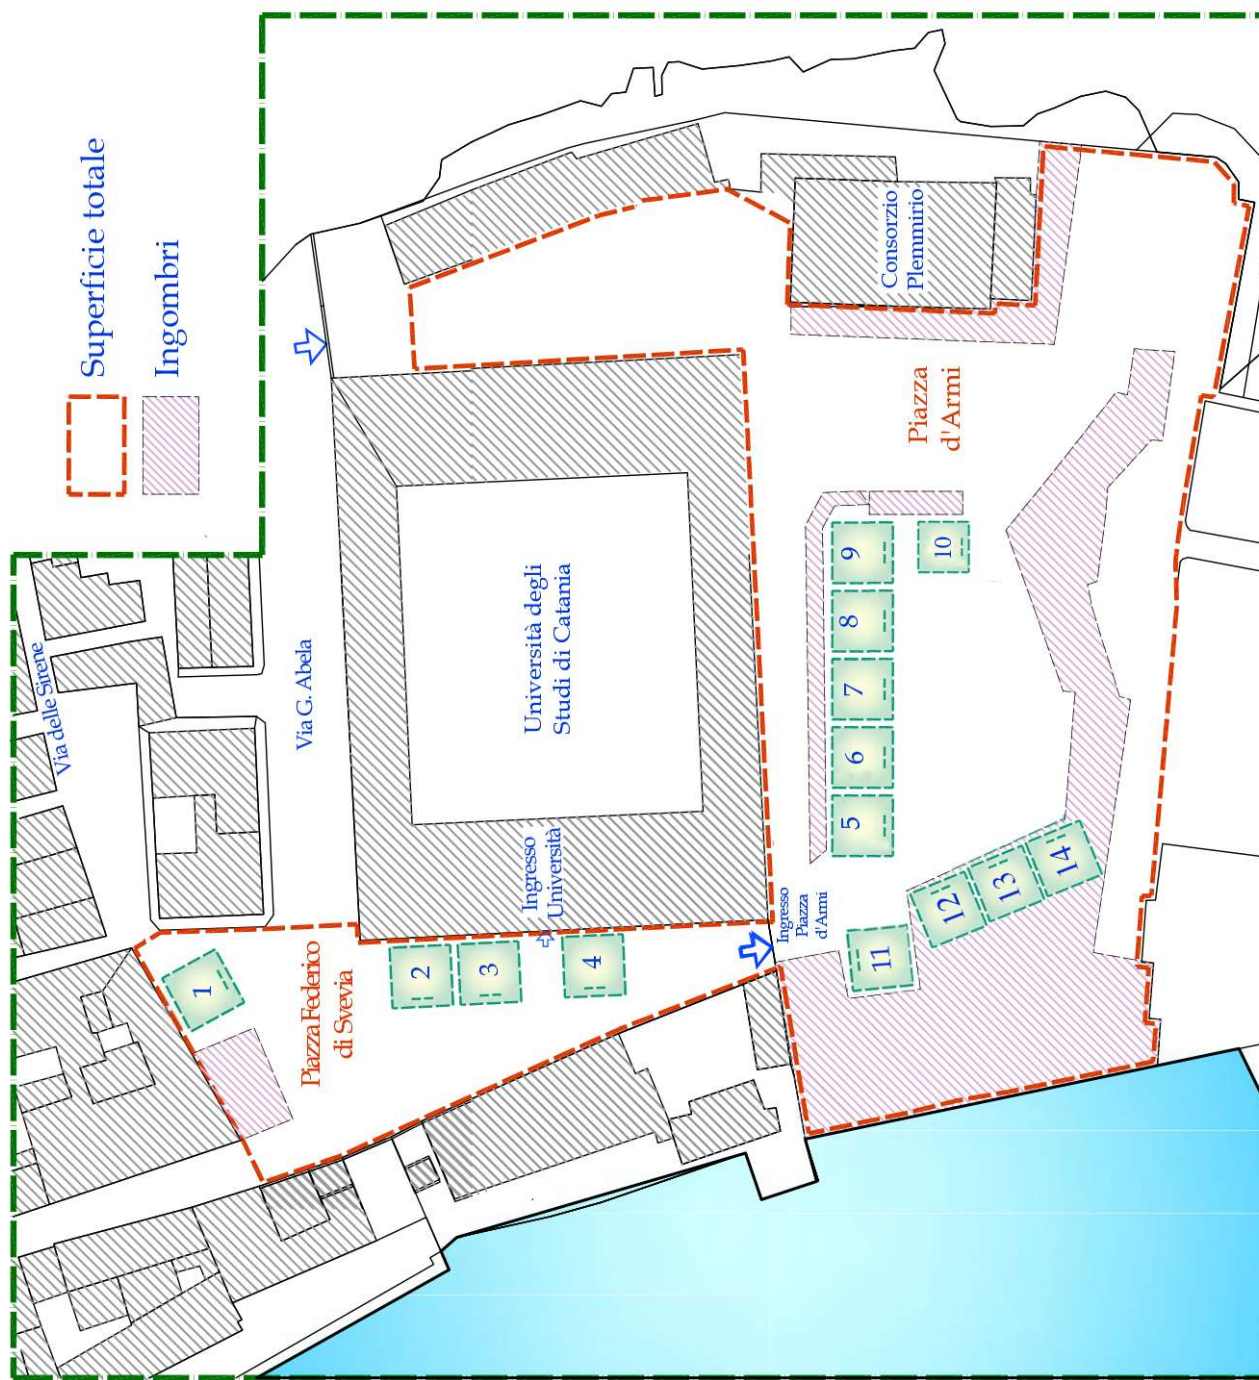 Via delle Sirene
Superficie totale
Ingombri
1
Via G. Abela
Piazza Federico
di Svevia
2
3
Università degli
Studi di Catania
Ingresso
Università
4
Ingresso
Piazza
d'Armi
5
6
7
8
9
Consorzio
Plemmirio
Piazza
d'Armi
10
11
12
13
14